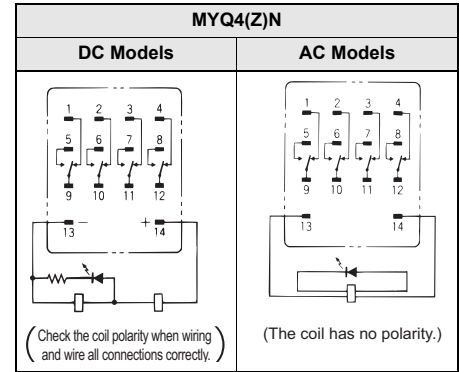 MYQ4(Z)N
DC Models
AC Models
1 2 3 4
5 6 7 8
9 10 11 12
− +
13 14
(Check the coil polarity when wiring
and wire all connections correctly.)
1 2 3 4
5 6 7 8
9 10 11 12
13 14
(The coil has no polarity.)